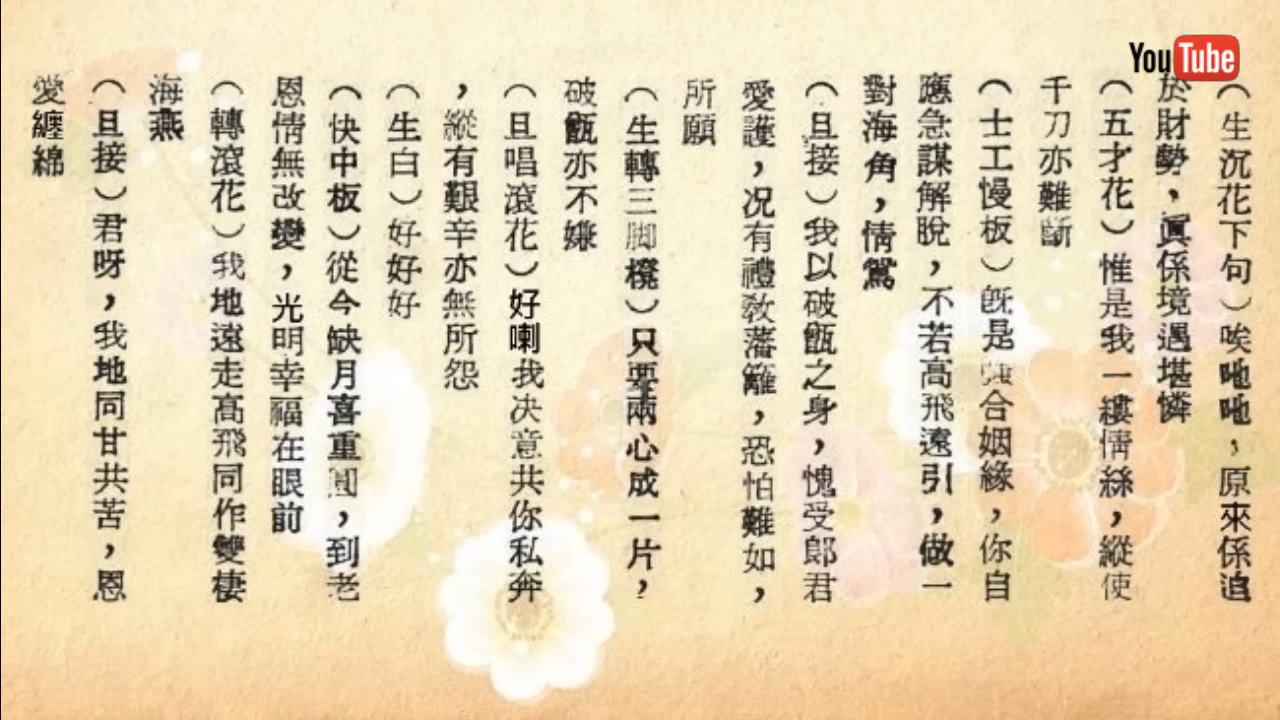 YouTube
（生沉花下句）唉吔吔，原來係追
於財勢，眞係境遇堪憐
（五才花）惟是我一縷情絲，縱使
千刀亦難斷
（士工慢板）旣是強合姻緣，你自
應急謀解脫，不若高飛遠引，做一
對海角，情鴛
（旦接）我以破甑之身，愧受郞君
愛護，况有禮敎藩籬，恐怕難如，
所願
（生轉三脚櫈）只要兩心成一片，
破甑亦不嫌
（旦唱滾花）好喇我决意共你私奔
，縱有艱辛亦無所怨
（生白）好好好
（快中板）從今缺月喜重圓，到老
恩情無改變，光明幸福在眼前
（轉滾花）我地遠走高飛同作雙棲
海燕
（旦接）君呀，我地同甘共苦，恩
愛纏綿